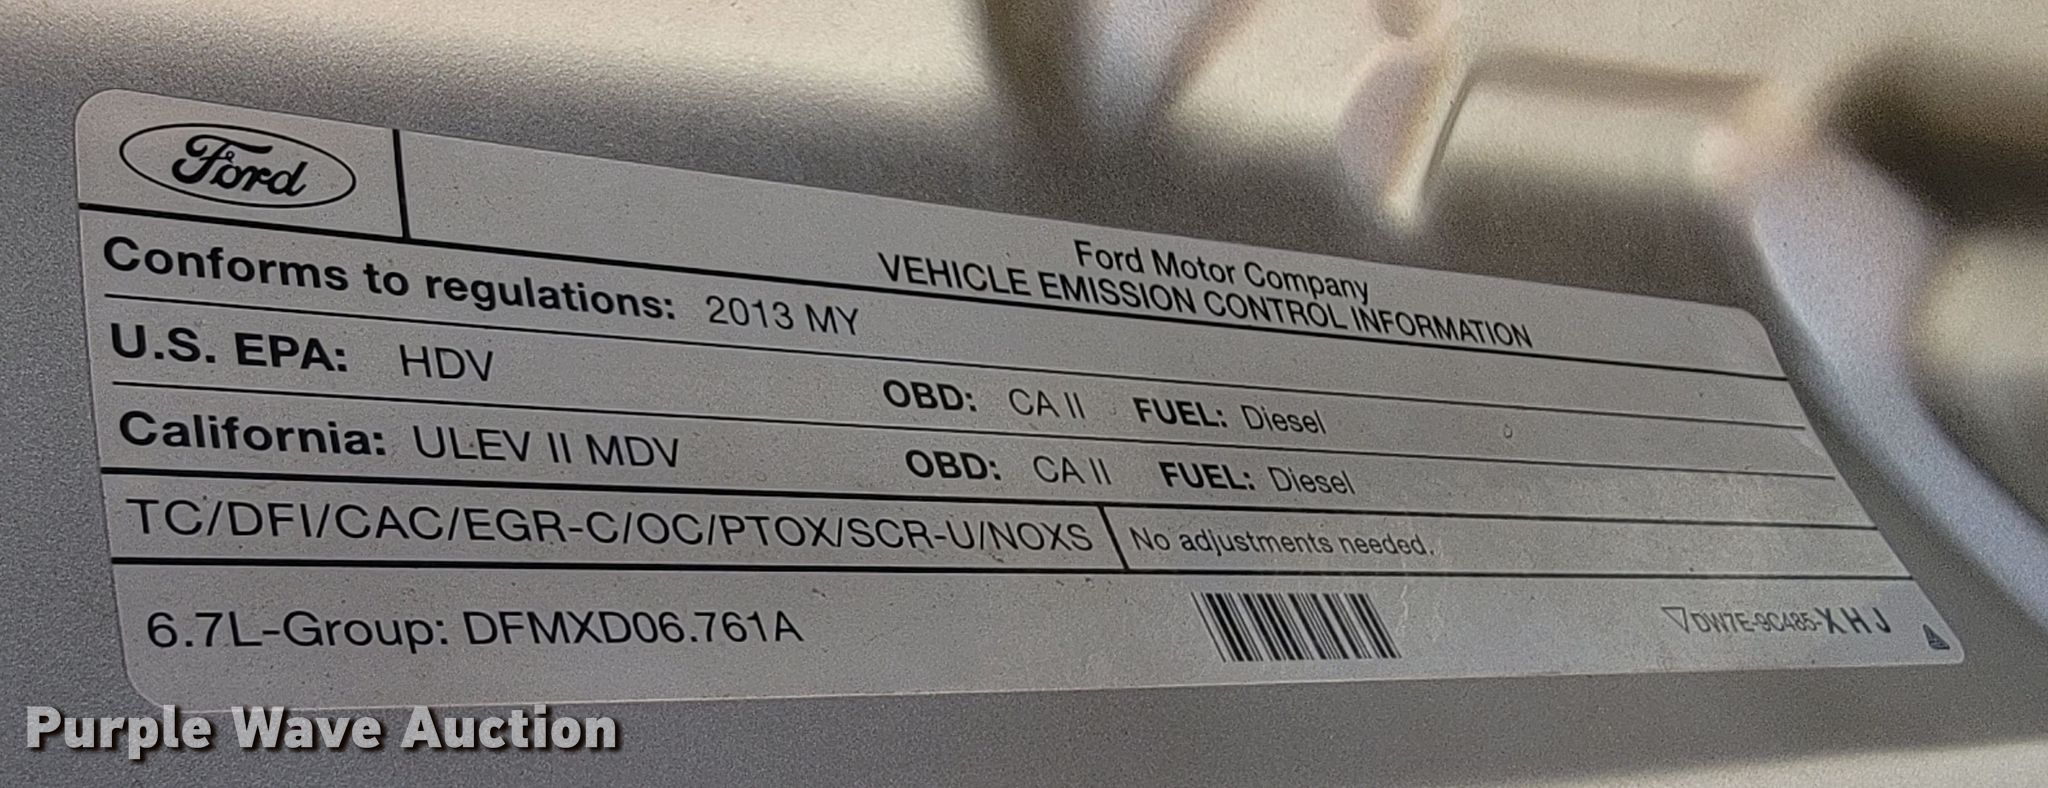 Ford
Ford Motor Company
VEHICLE EMISSION CONTROL INFORMATION
Conforms to regulations: 2013 MY
U.S. EPA: HDV OBD: CA II FUEL: Diesel
California: ULEV II MDV OBD: CA II FUEL: Diesel
TC/DFI/CAC/EGR-C/OC/PTOX/SCR-U/NOXS No adjustments needed.
6.7L-Group: DFMXD06.761A DW7E-9C485-XHJ
Purple Wave Auction